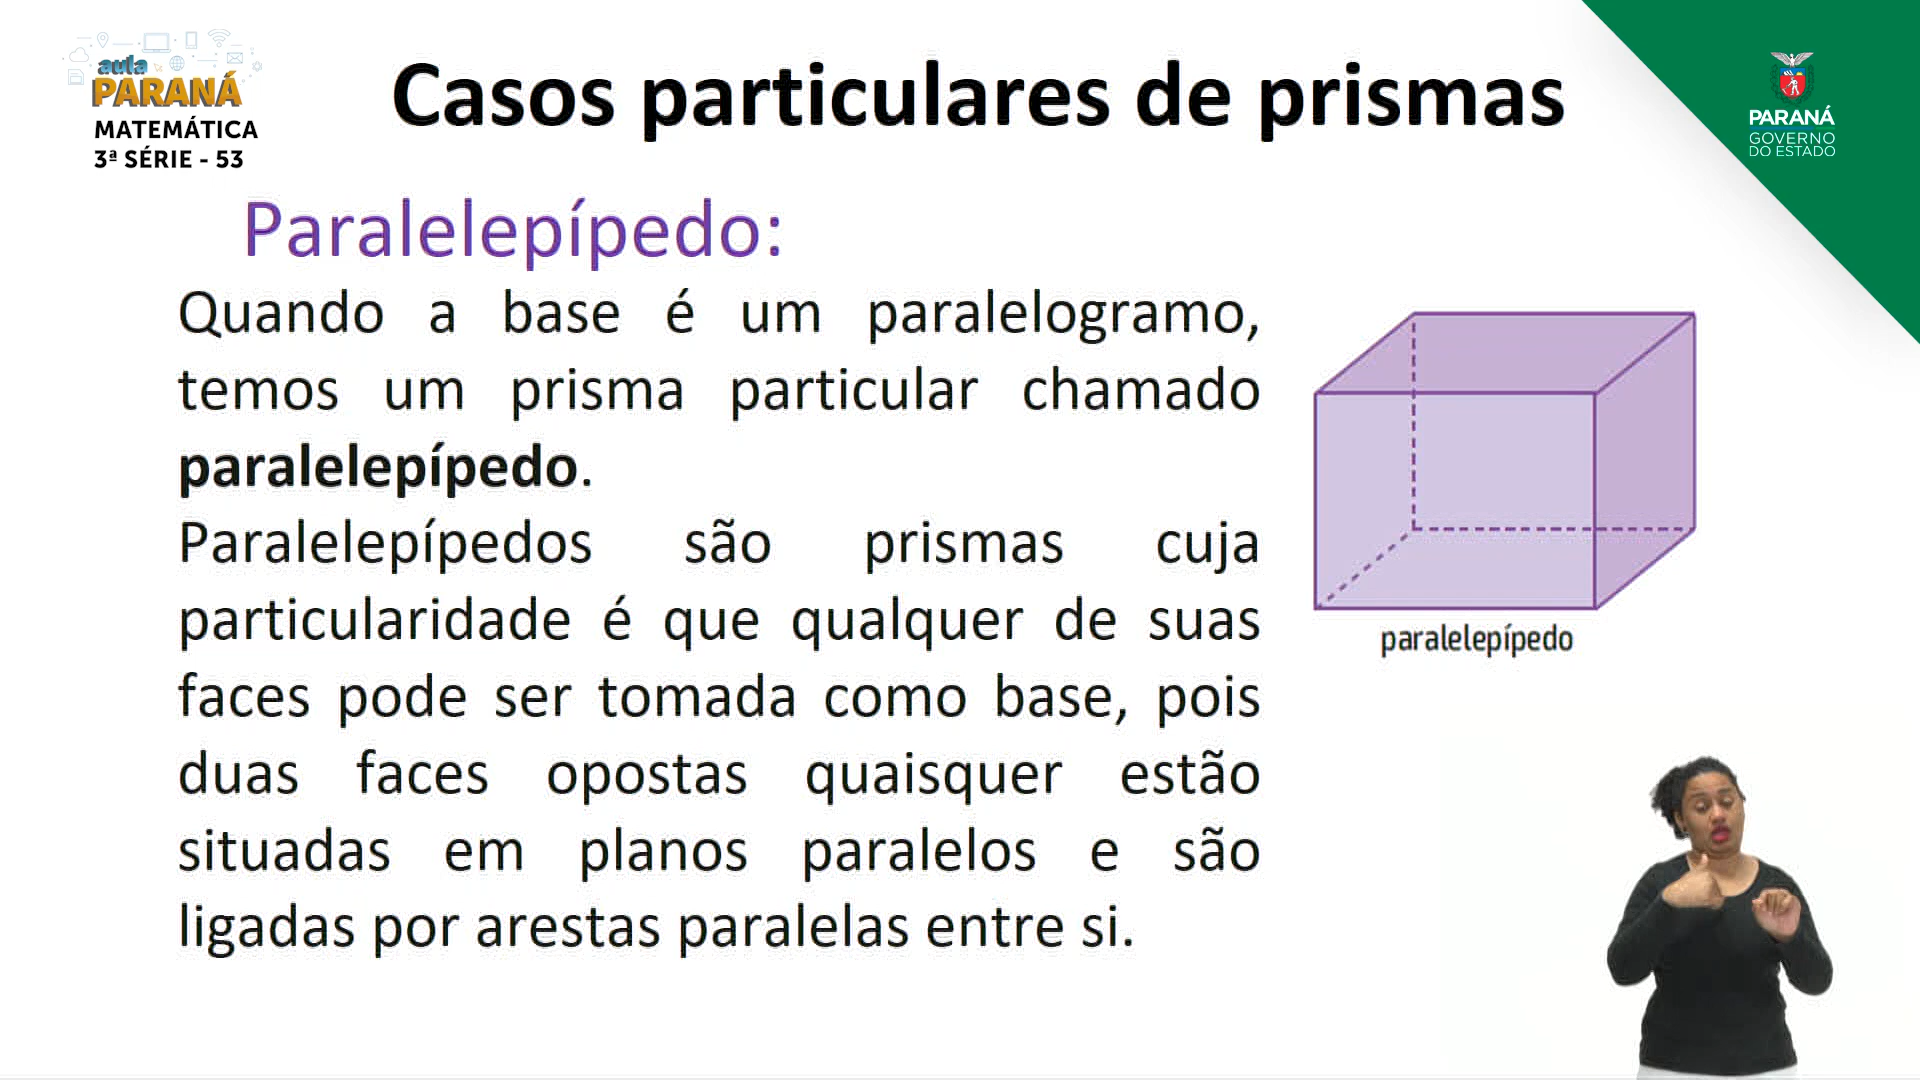 aula
PARANÁ
MATEMÁTICA
3ª SÉRIE - 53
Casos particulares de prismas
PARANÁ
GOVERNO
DO ESTADO
Paralelepípedo:
Quando a base é um paralelogramo,
temos um prisma particular chamado
paralelepípedo.
Paralelepípedos são prismas cuja
particularidade é que qualquer de suas
faces pode ser tomada como base, pois
duas faces opostas quaisquer estão
situadas em planos paralelos e são
ligadas por arestas paralelas entre si.
paralelepípedo